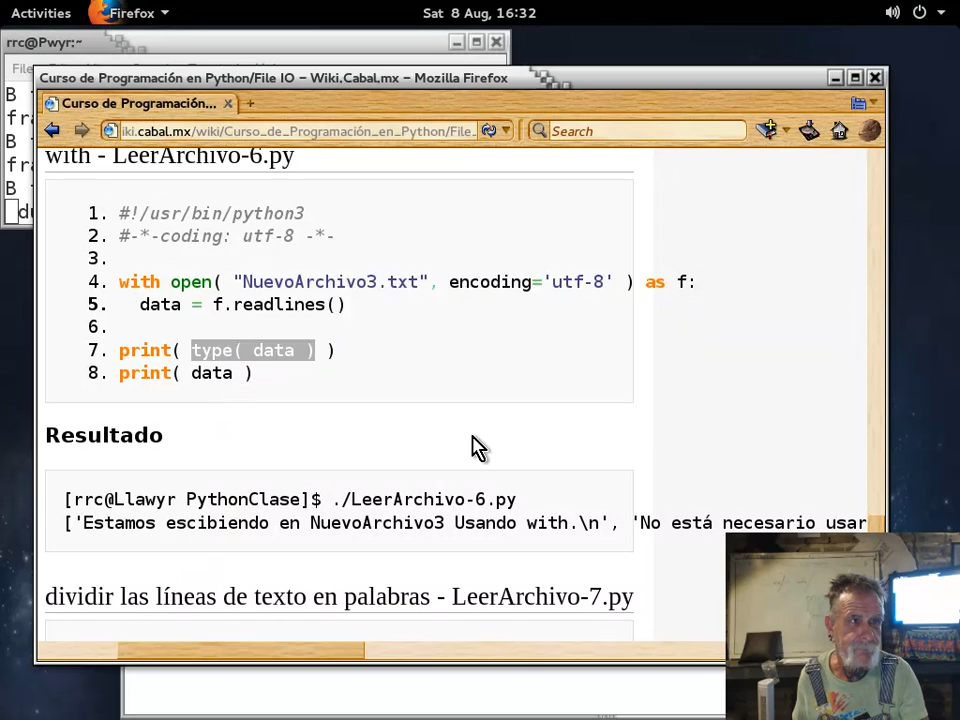 Activities Firefox Sat 8 Aug, 16:32
rrc@Pwyr:~
File
B
fra
B
fra
B
Curso de Programación en Python/File IO – Wiki.Cabal.mx – Mozilla Firefox
Curso de Programación...
iki.cabal.mx/wiki/Curso_de_Programación_en_Python/File_ Search
with - LeerArchivo-6.py
1. #!/usr/bin/python3
2. #-*-coding: utf-8 -*-
3.
4. with open( "NuevoArchivo3.txt", encoding='utf-8' ) as f:
5. data = f.readlines()
6.
7. print( type( data ) )
8. print( data )
Resultado
[rrc@Llawyr PythonClase]$ ./LeerArchivo-6.py
['Estamos escibiendo en NuevoArchivo3 Usando with.\n', 'No está necesario usar
dividir las líneas de texto en palabras - LeerArchivo-7.py